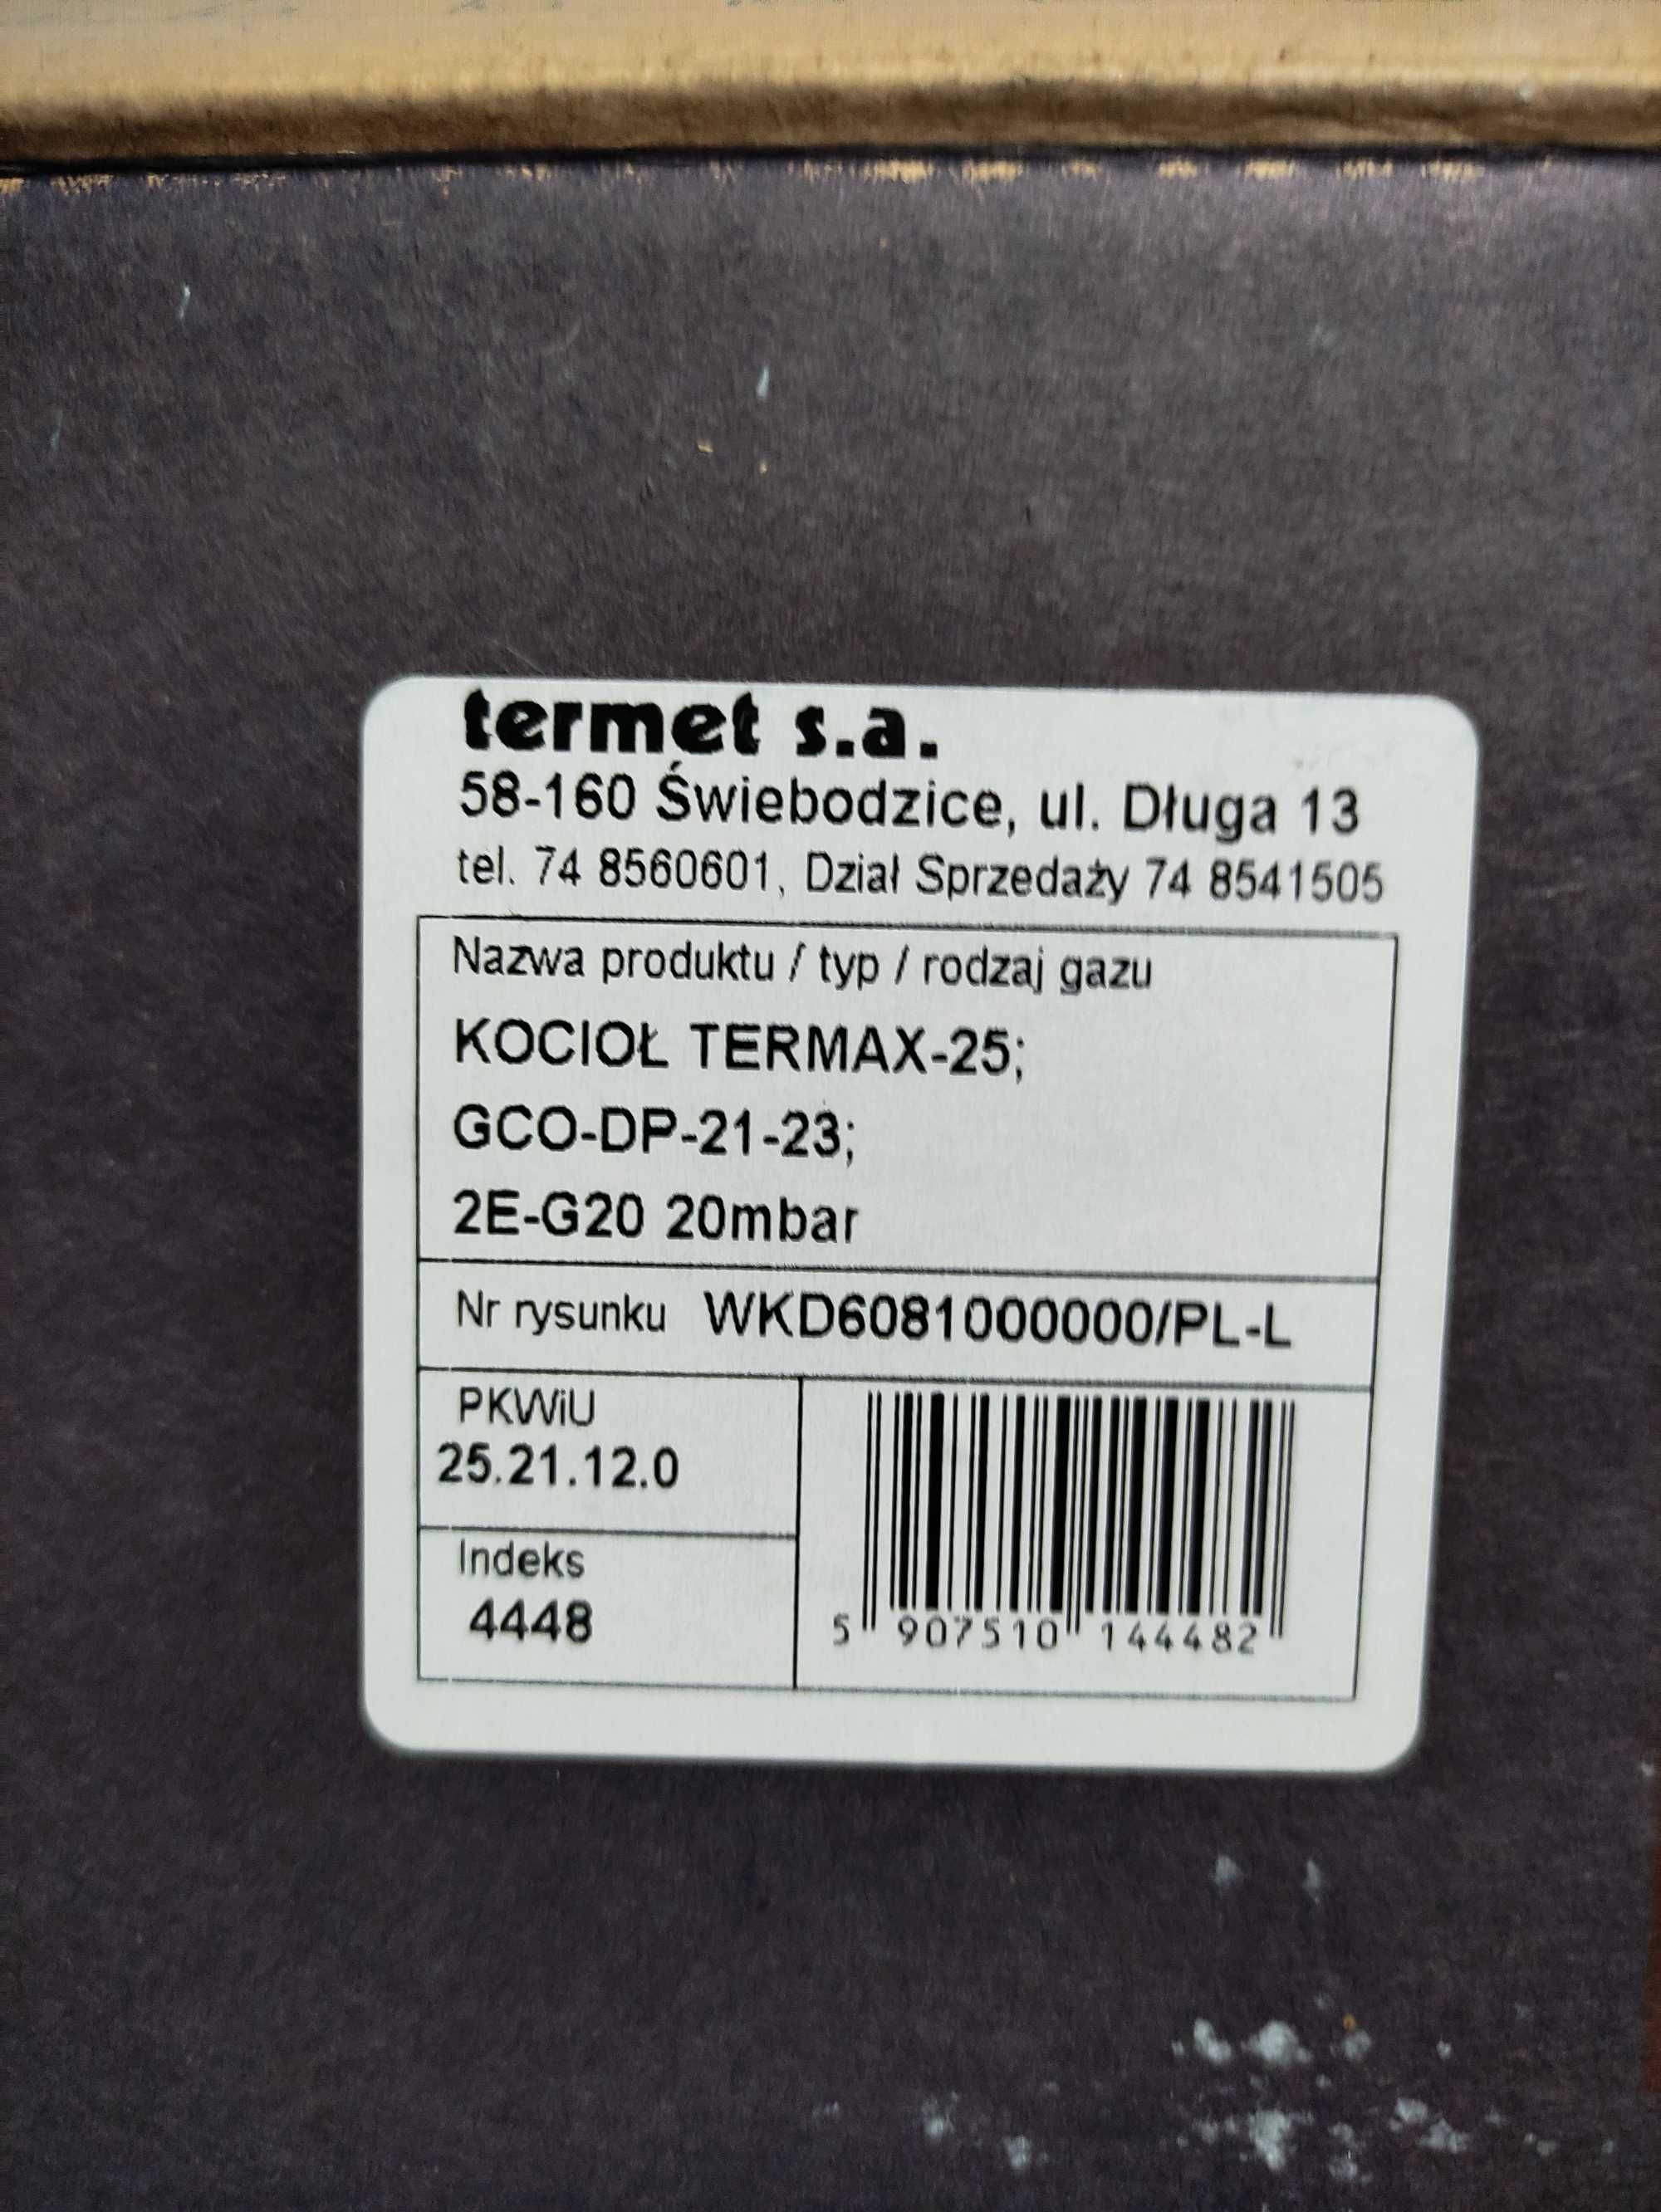 termet s.a.
58-160 Świebodzice, ul. Długa 13
tel. 74 8560601, Dział Sprzedaży 74 8541505
Nazwa produktu / typ / rodzaj gazu
KOCIOŁ TERMAX-25;
GCO-DP-21-23;
2E-G20 20mbar
Nr rysunku WKD6081000000/PL-L
PKWiU
25.21.12.0
Indeks
4448
5 907510 144482